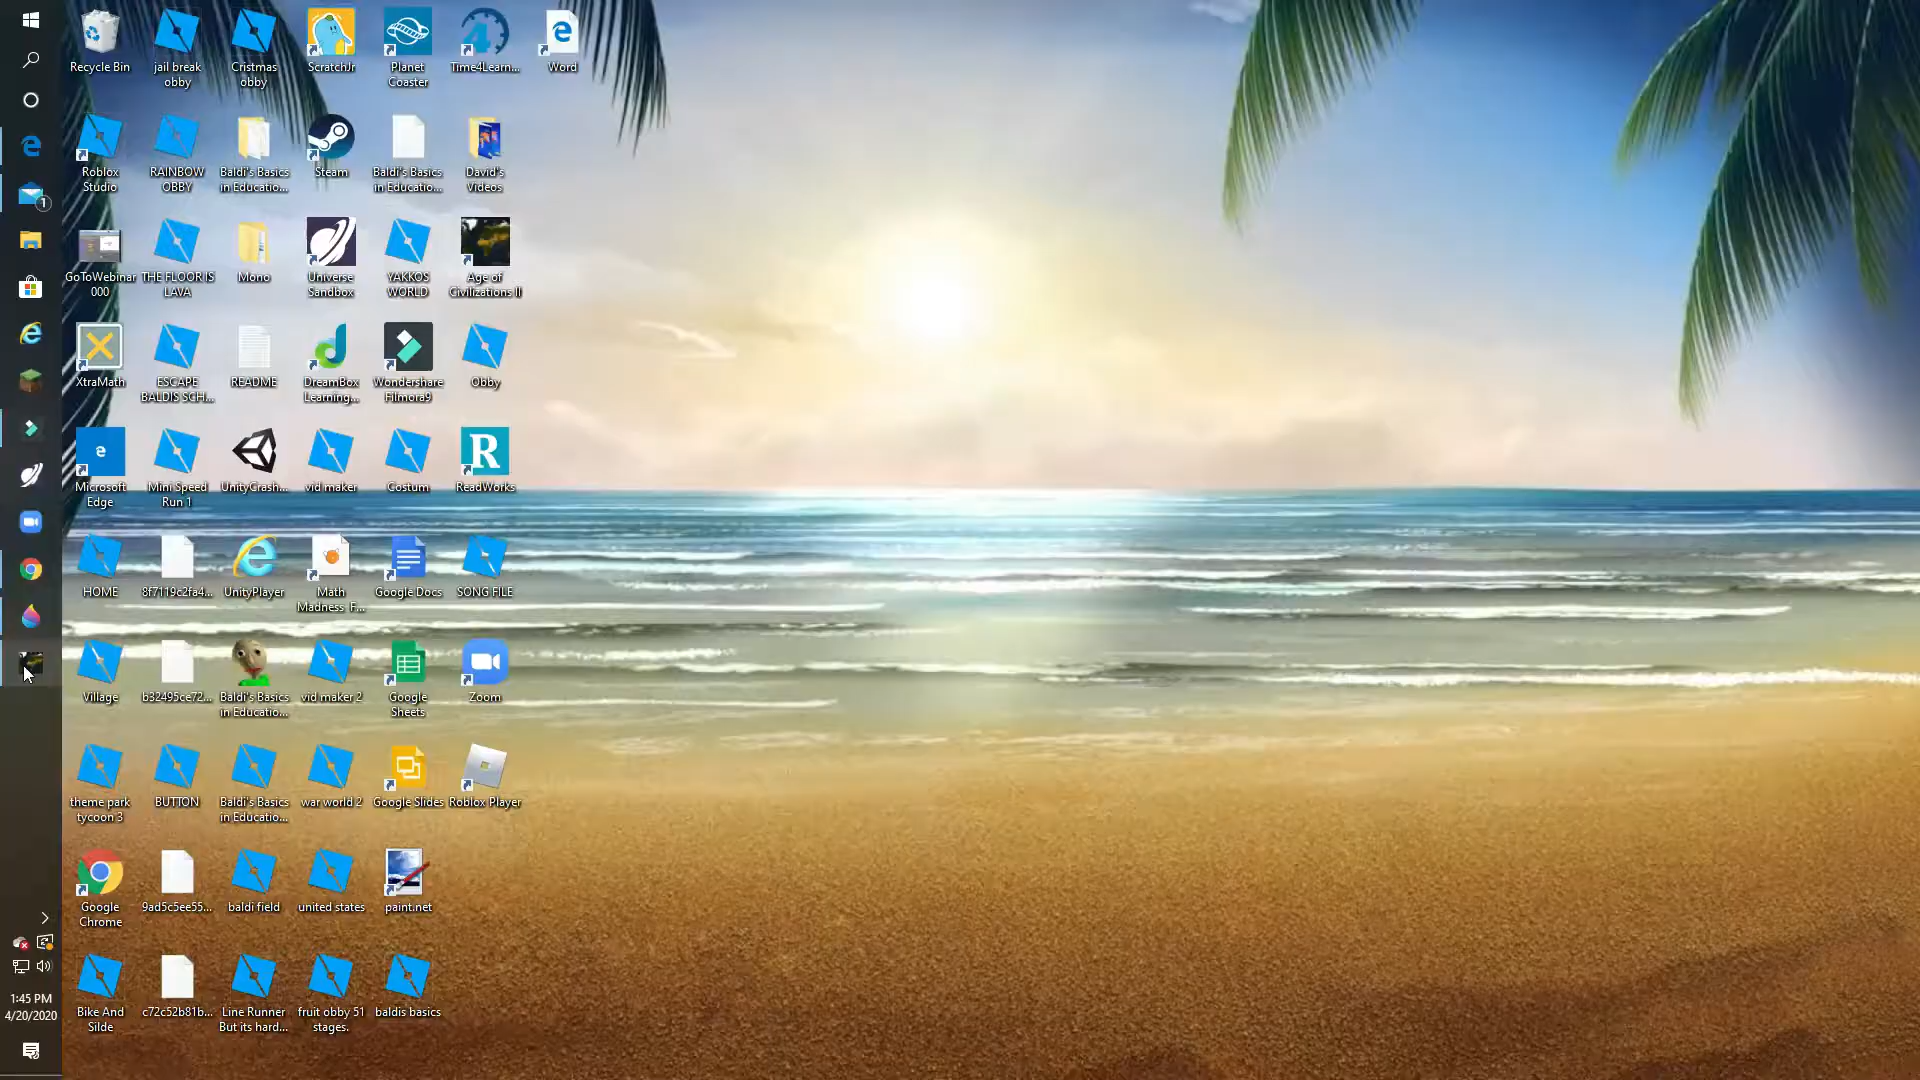 Recycle Bin
jail break
obby
Cristmas
obby
ScratchJr
Planet
Coaster
Time4Learn...
Word
Roblox
Studio
RAINBOW
OBBY
Baldi's Basics
in Educatio...
Steam
Baldi's Basics
in Educatio...
David's
Videos
GoToWebinar
000
THE FLOOR IS
LAVA
Mono
Universe
Sandbox
YAKKOS
WORLD
Age of
Civilizations II
XtraMath
ESCAPE
BALDIS SCH...
README
DreamBox
Learning...
Wondershare
Filmora9
Obby
Microsoft
Edge
Mini Speed
Run 1
UnityCrash...
vid maker
Costum
R
ReadWorks
HOME
8f7119c2fa4...
UnityPlayer
Math
Madness_F...
Google Docs
SONG FILE
Village
b32495ce72...
Baldi's Basics
in Educatio...
vid maker 2
Google
Sheets
Zoom
theme park
tycoon 3
BUTTON
Baldi's Basics
in Educatio...
war world 2
Google Slides
Roblox Player
Google
Chrome
9ad5c5ee55...
baldi field
united states
paint.net
Bike And
Silde
c72c52b81b...
Line Runner
But its hard...
fruit obby 51
stages.
baldis basics
1
1:45 PM
4/20/2020